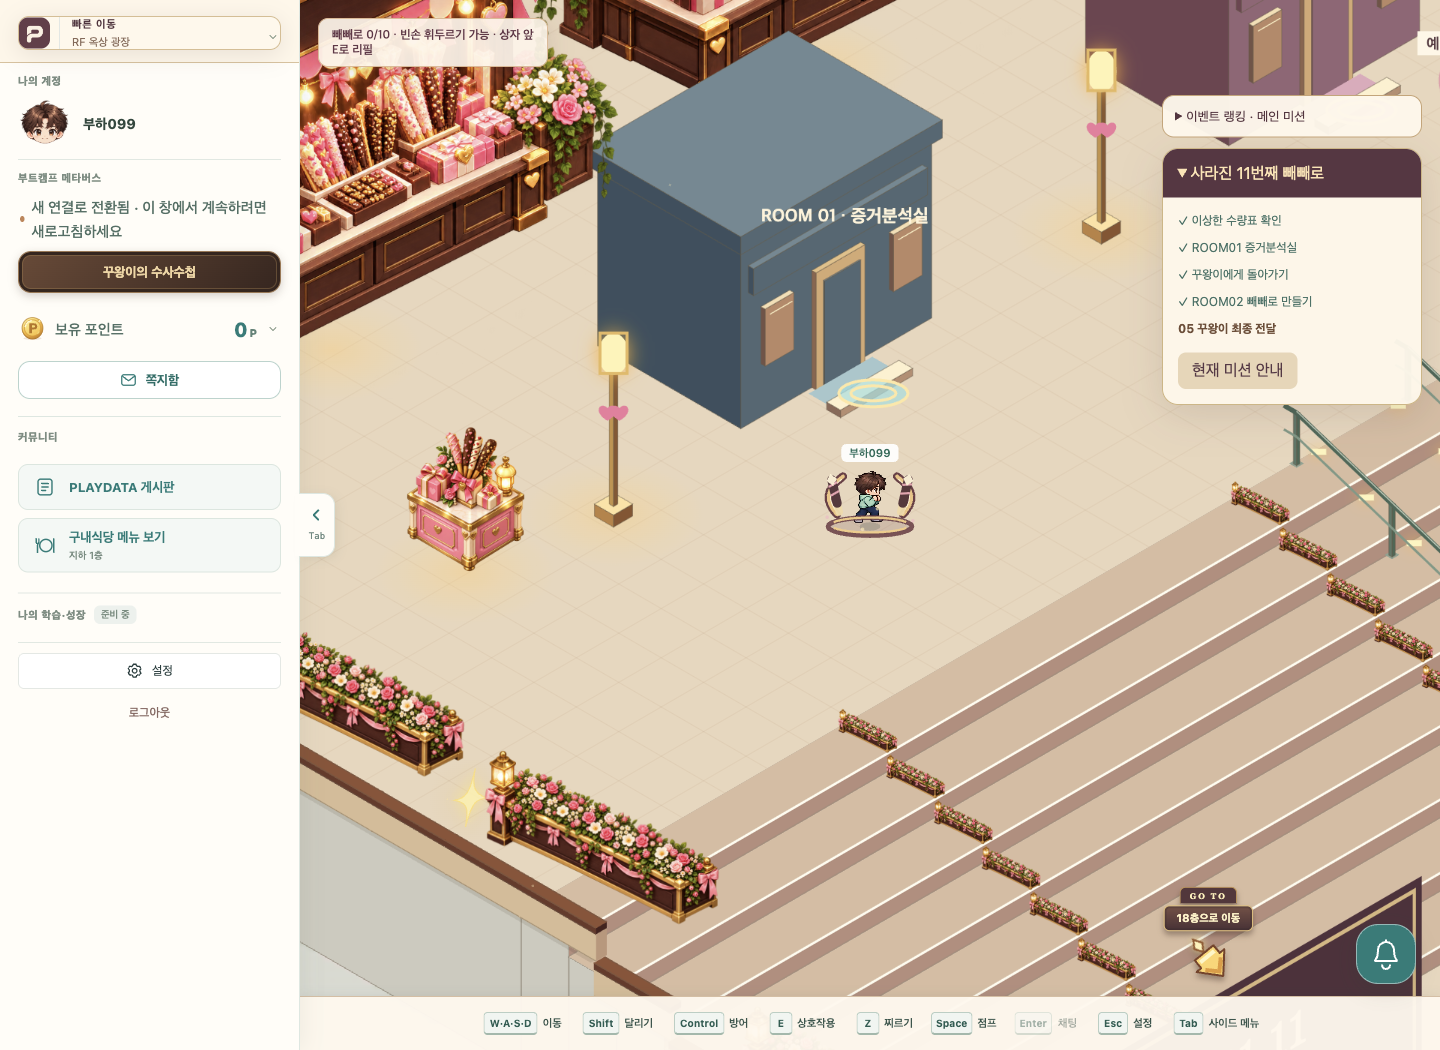 빠른 이동
RF 옥상 광장
나의 계정
부하099
부트캠프 메타버스
새 연결로 전환됨 · 이 창에서 계속하려면
새로고침하세요
꾸왕이의 수사수첩
보유 포인트
0 P
쪽지함
커뮤니티
PLAYDATA 게시판
구내식당 메뉴 보기
지하 1층
나의 학습·성장 준비 중
설정
로그아웃
Tab
빼빼로 0/10 · 빈손 휘두르기 가능 · 상자 앞
E로 리필
ROOM 01 · 증거분석실
부하099
예
▶ 이벤트 랭킹 · 메인 미션
▼ 사라진 11번째 빼빼로
✓ 이상한 수량표 확인
✓ ROOM01 증거분석실
✓ 꾸왕이에게 돌아가기
✓ ROOM02 빼빼로 만들기
05 꾸왕이 최종 전달
현재 미션 안내
GO TO
18층으로 이동
W·A·S·D 이동 Shift 달리기 Control 방어 E 상호작용 Z 찌르기 Space 점프 Enter 채팅 Esc 설정 Tab 사이드 메뉴